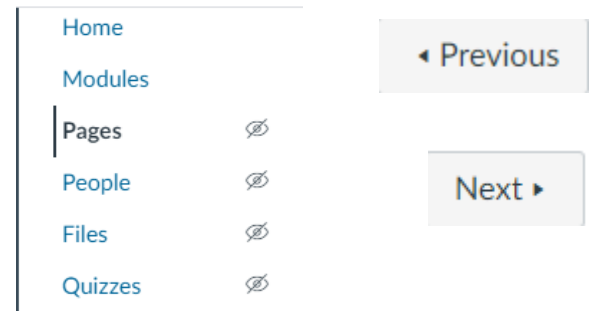 Home
Modules
Pages
People
Files
Quizzes
Previous
Next